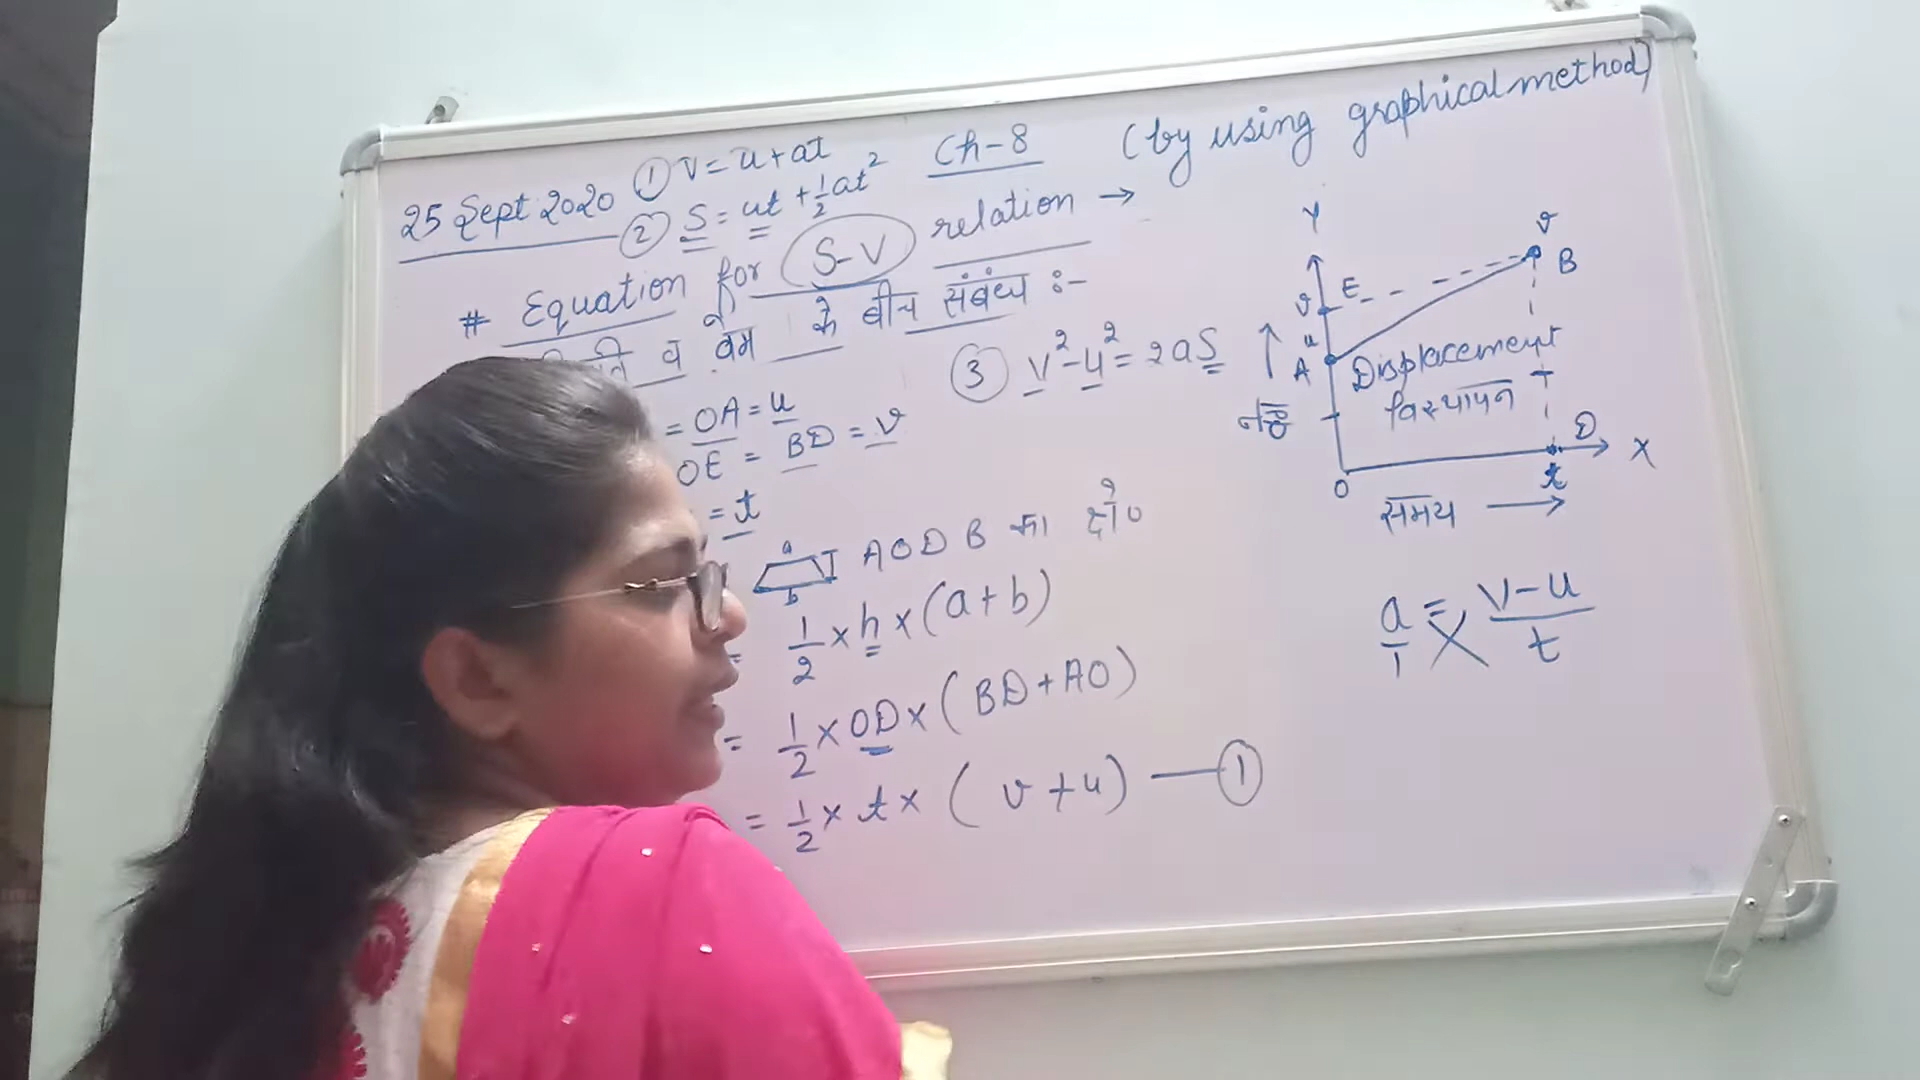 25 Sept 2020 ① v = u + at
② S = ut + 1/2 at²
Ch-8
(by using graphical method)
# Equation for S-V relation →
व वेग के बीच संबंध :-
③ v² - u² = 2aS
= OA = u
OE = BD = v
= t
a
b
AODB का क्षे०
1/2 × h × (a + b)
= 1/2 × OD × (BD + AO)
= 1/2 × t × (v + u) — ①
Y
v
B
v E
u
A
Displacement
विस्थापन
D
X
O
t
समय →
a/1 = v-u/t